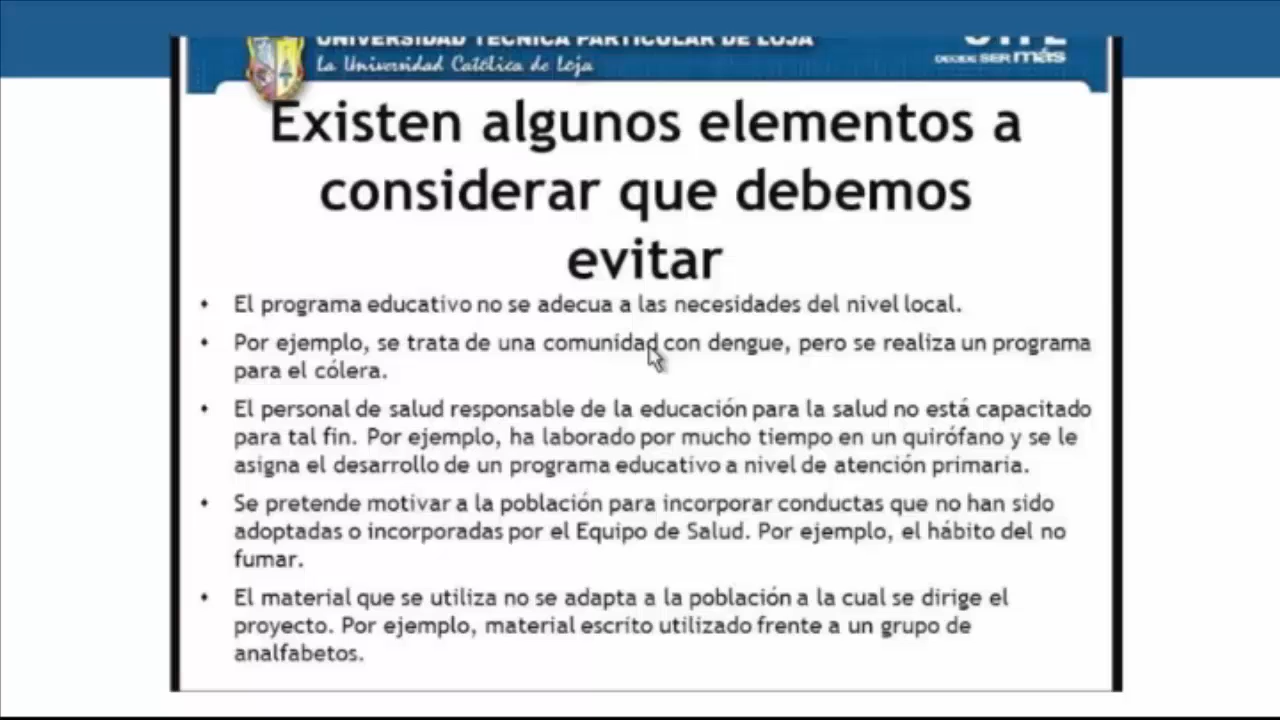 UNIVERSIDAD TECNICA PARTICULAR DE LOJA
La Universidad Católica de Loja
UTPL
DECIDE SER más
Existen algunos elementos a
considerar que debemos
evitar
• El programa educativo no se adecua a las necesidades del nivel local.
• Por ejemplo, se trata de una comunidad con dengue, pero se realiza un programa
para el cólera.
• El personal de salud responsable de la educación para la salud no está capacitado
para tal fin. Por ejemplo, ha laborado por mucho tiempo en un quirófano y se le
asigna el desarrollo de un programa educativo a nivel de atención primaria.
• Se pretende motivar a la población para incorporar conductas que no han sido
adoptadas o incorporadas por el Equipo de Salud. Por ejemplo, el hábito del no
fumar.
• El material que se utiliza no se adapta a la población a la cual se dirige el
proyecto. Por ejemplo, material escrito utilizado frente a un grupo de
analfabetos.